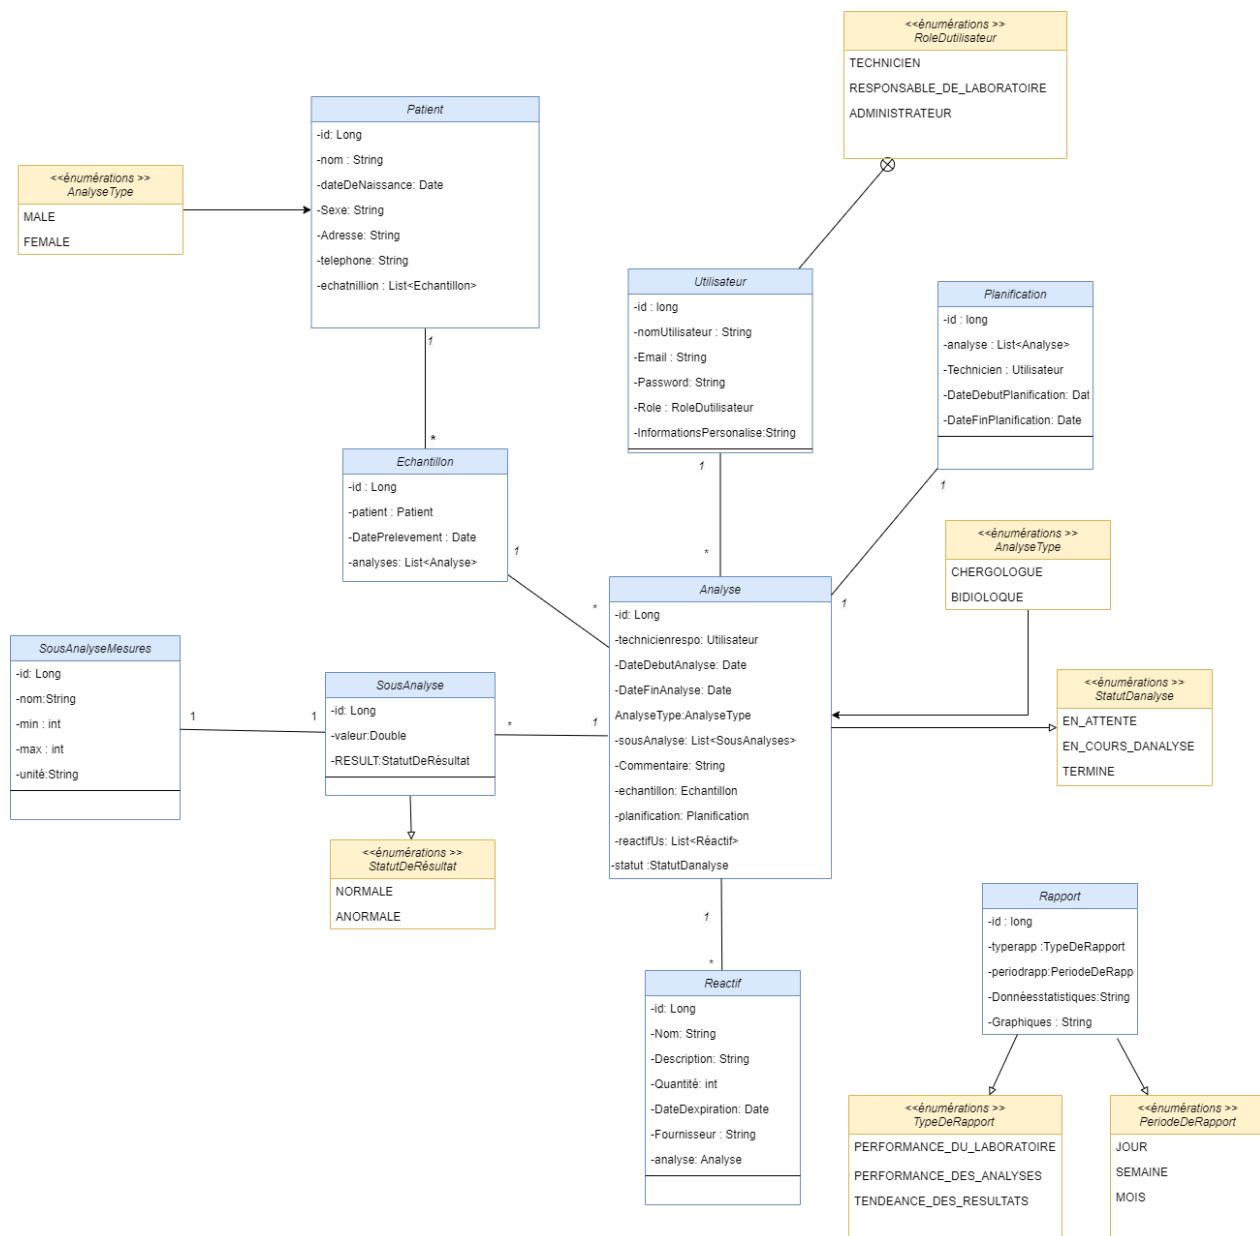 <<énumérations >>
RoleDutilisateur
TECHNICIEN
RESPONSABLE_DE_LABORATOIRE
ADMINISTRATEUR
Patient
-id: Long
-nom : String
-dateDeNaissance: Date
-Sexe: String
-Adresse: String
-telephone: String
-echatnillion : List<Echantillon>
<<énumérations >>
AnalyseType
MALE
FEMALE
Utilisateur
-id : long
-nomUtilisateur : String
-Email : String
-Password: String
-Role : RoleDutilisateur
-InformationsPersonalise:String
Planification
-id : long
-analyse : List<Analyse>
-Technicien : Utilisateur
-DateDebutPlanification: Dat
-DateFinPlanification: Date
1
*
1
*
1
1
Echantillon
-id : Long
-patient : Patient
-DatePrelevement : Date
-analyses: List<Analyse>
1
*
<<énumérations >>
AnalyseType
CHERGOLOGUE
BIDIOLOQUE
Analyse
-id: Long
-technicienrespo: Utilisateur
-DateDebutAnalyse: Date
-DateFinAnalyse: Date
AnalyseType:AnalyseType
-sousAnalyse: List<SousAnalyses>
-Commentaire: String
-echantillon: Echantillon
-planification: Planification
-reactifUs: List<Réactif>
-statut :StatutDanalyse
<<énumérations >>
StatutDanalyse
EN_ATTENTE
EN_COURS_DANALYSE
TERMINE
SousAnalyseMesures
-id: Long
-nom:String
-min : int
-max : int
-unité:String
1
1
SousAnalyse
-id: Long
-valeur:Double
-RESULT:StatutDeRésultat
*
1
<<énumérations >>
StatutDeRésultat
NORMALE
ANORMALE
1
*
Reactif
-id: Long
-Nom: String
-Description: String
-Quantité: int
-DateDexpiration: Date
-Fournisseur : String
-analyse: Analyse
Rapport
-id : long
-typerapp :TypeDeRapport
-periodrapp:PeriodeDeRapp
-Donnéesstatistiques:String
-Graphiques : String
<<énumérations >>
TypeDeRapport
PERFORMANCE_DU_LABORATOIRE
PERFORMANCE_DES_ANALYSES
TENDEANCE_DES_RESULTATS
<<énumérations >>
PeriodeDeRapport
JOUR
SEMAINE
MOIS